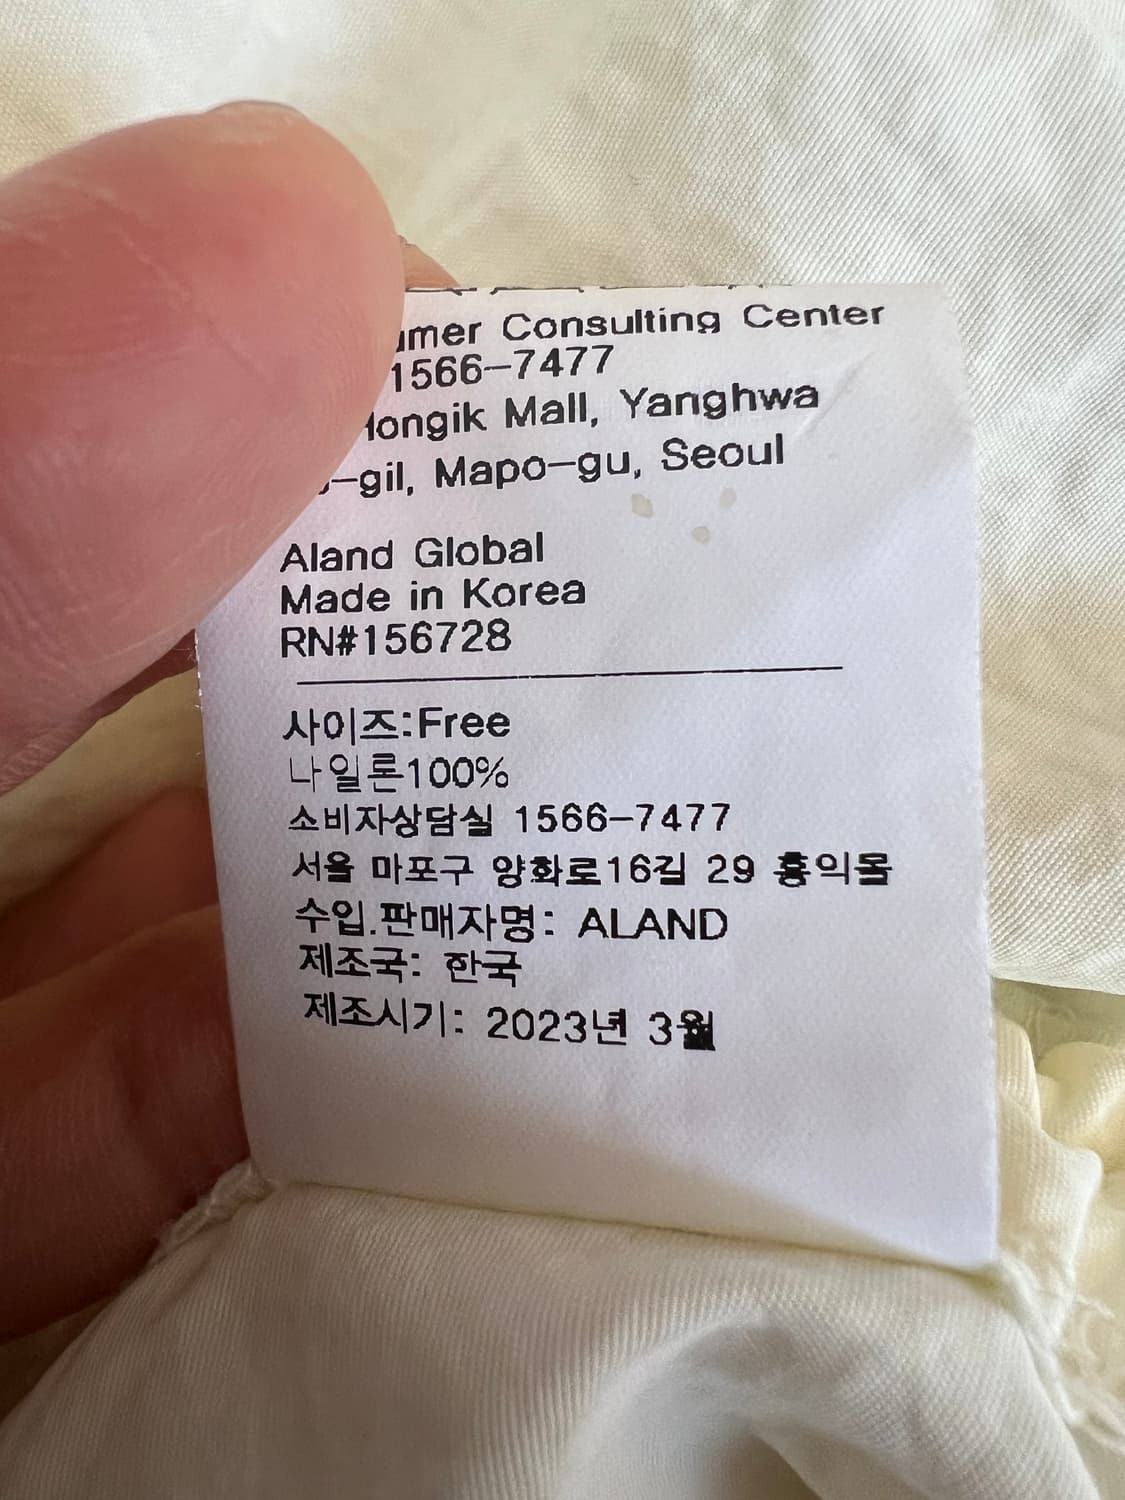 Consulting Center
1566-7477
Mall, Yanghwa
Mapo-gu, Seoul
Aland Global
Made in Korea
RN#156728
사이즈:Free
나일론100%
소비자상담실 1566-7477
서울 마포구 양화로16길 29 홍익몰
수입.판매자명: ALAND
제조국: 한국
제조시기: 2023년 3월